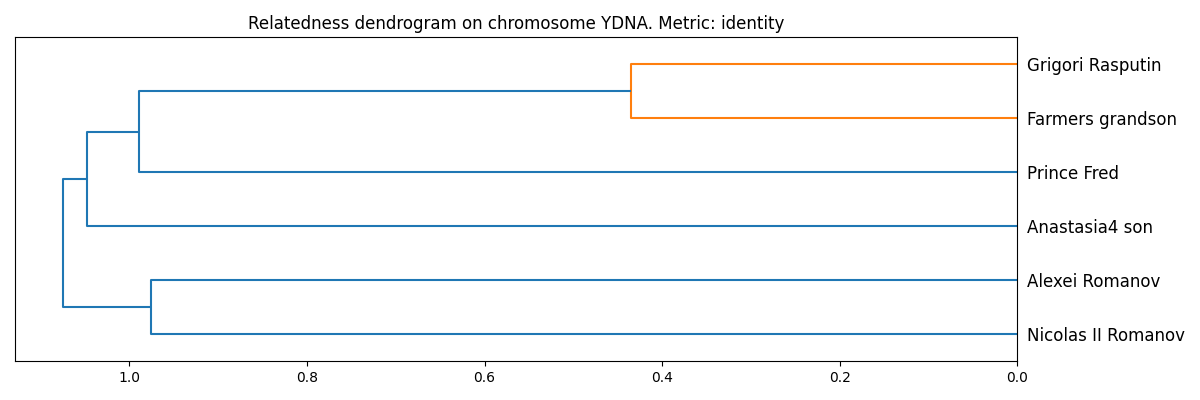 Relatedness dendrogram on chromosome YDNA. Metric: identity
Grigori Rasputin
Farmers grandson
Prince Fred
Anastasia4 son
Alexei Romanov
Nicolas II Romanov
1.0 0.8 0.6 0.4 0.2 0.0